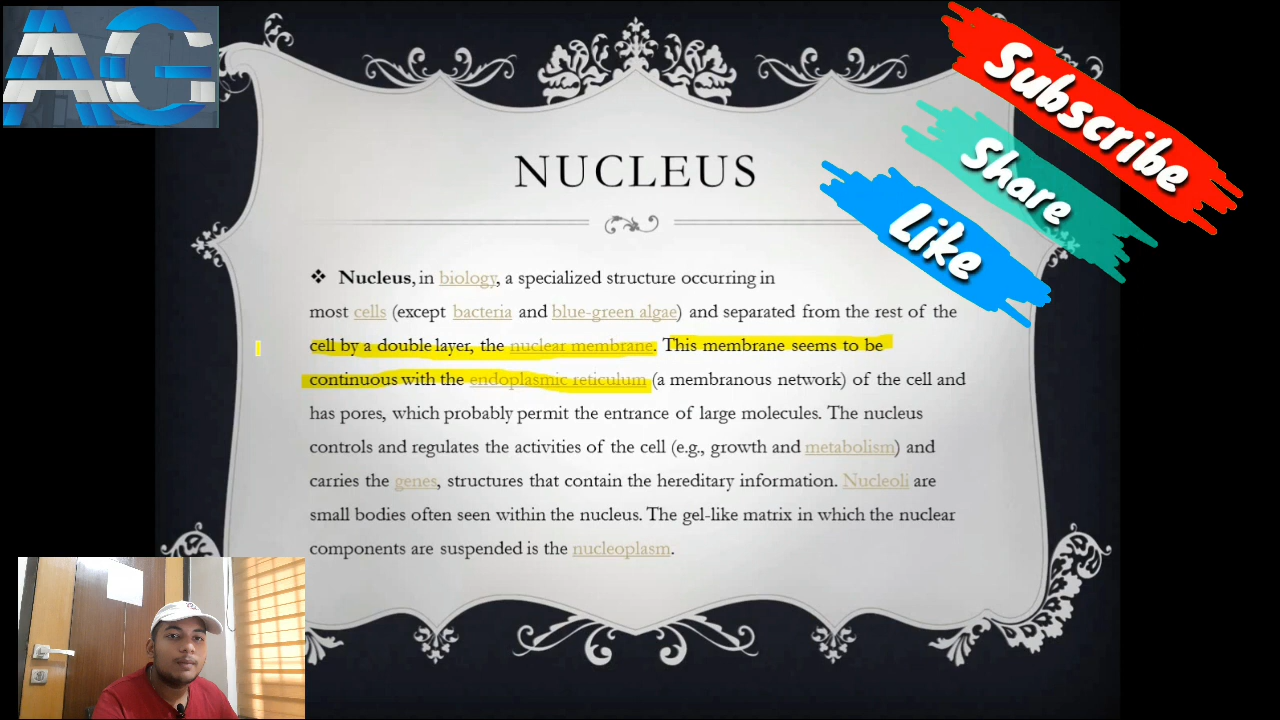 AG
Subscribe
Share
Like
NUCLEUS
❖ Nucleus, in biology, a specialized structure occurring in
most cells (except bacteria and blue-green algae) and separated from the rest of the
cell by a double layer, the nuclear membrane. This membrane seems to be
continuous with the endoplasmic reticulum (a membranous network) of the cell and
has pores, which probably permit the entrance of large molecules. The nucleus
controls and regulates the activities of the cell (e.g., growth and metabolism) and
carries the genes, structures that contain the hereditary information. Nucleoli are
small bodies often seen within the nucleus. The gel-like matrix in which the nuclear
components are suspended is the nucleoplasm.